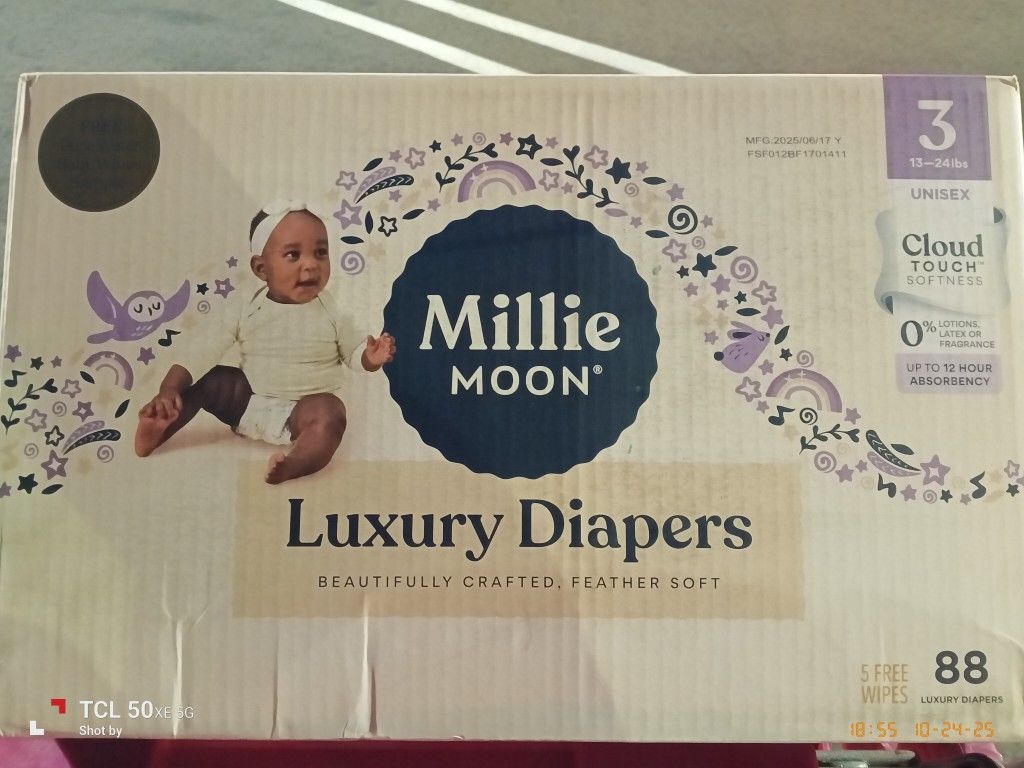 FREE
MFG:2025/06/17 Y
FSF012BF1701411
3
13—24lbs
UNISEX
Cloud
TOUCH™
SOFTNESS
0% LOTIONS,
LATEX OR
FRAGRANCE
UP TO 12 HOUR
ABSORBENCY
Millie
MOON®
Luxury Diapers
BEAUTIFULLY CRAFTED, FEATHER SOFT
5 FREE
WIPES
88
LUXURY DIAPERS
TCL 50XE 5G
Shot by
18:55 10-24-25